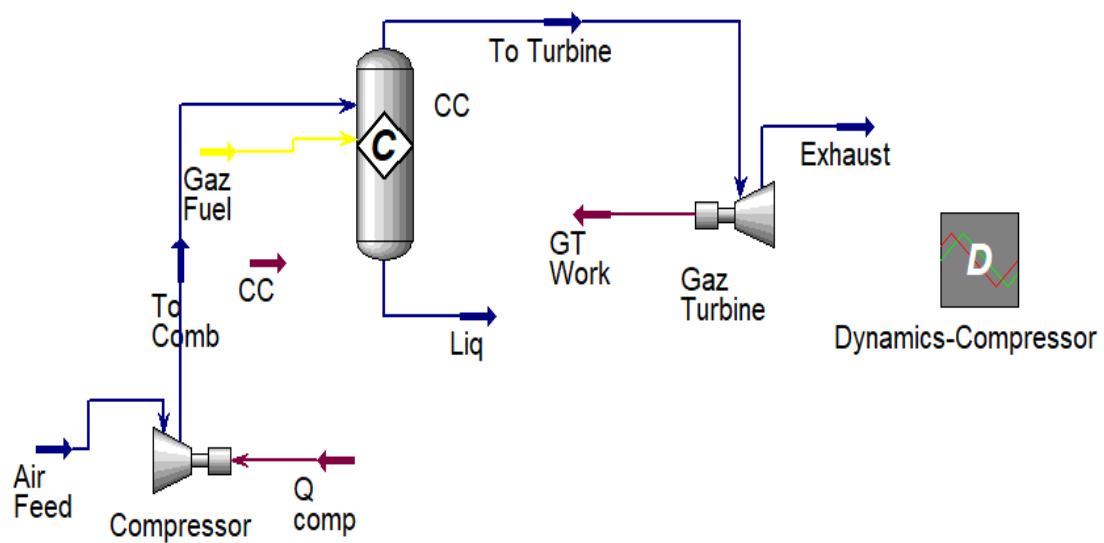 To Turbine
CC
C
Exhaust
Gaz
Fuel
GT
Work
CC
Gaz
Turbine
D
To
Comb
Dynamics-Compressor
Liq
Air
Feed
Q
comp
Compressor